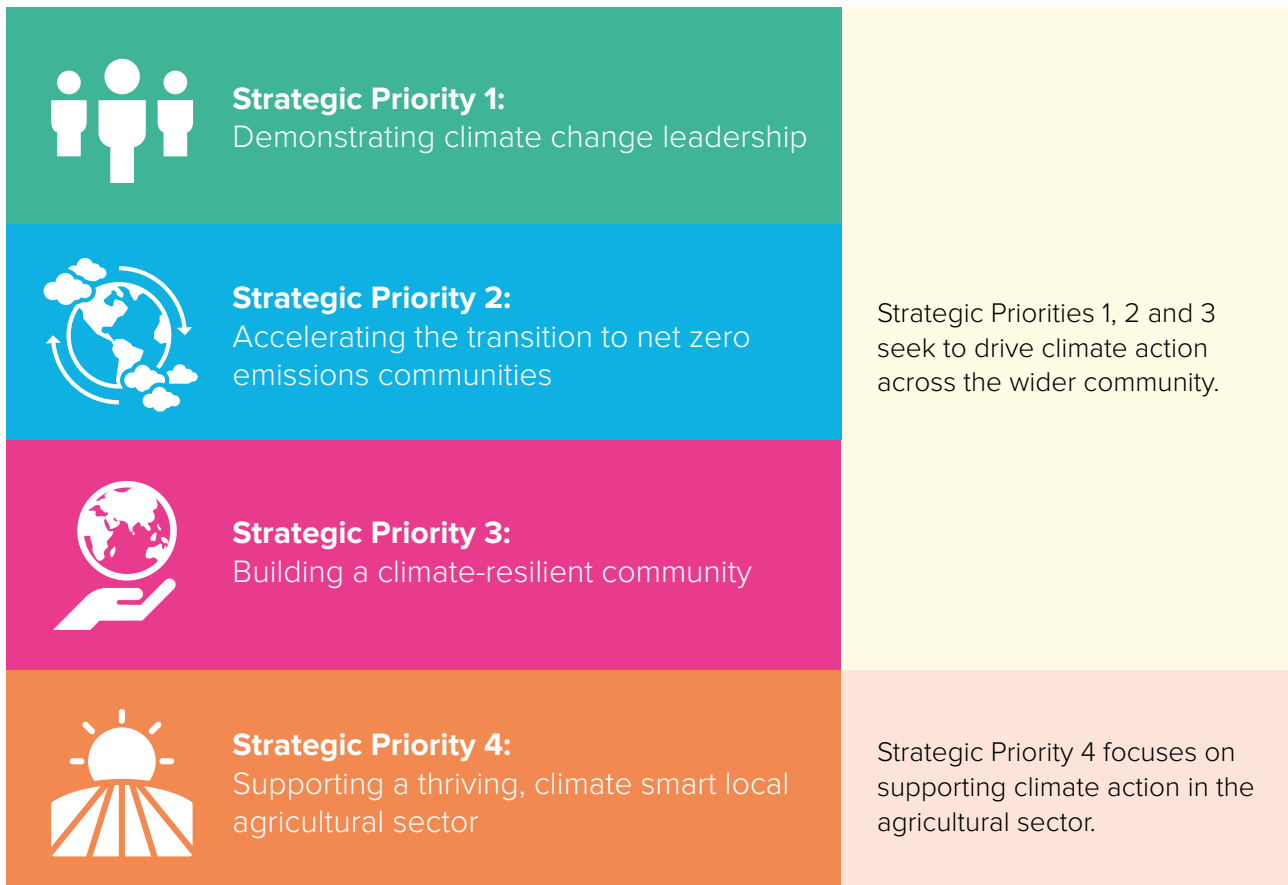 Strategic Priority 1:
Demonstrating climate change leadership
Strategic Priority 2:
Accelerating the transition to net zero
emissions communities
Strategic Priority 3:
Building a climate-resilient community
Strategic Priorities 1, 2 and 3
seek to drive climate action
across the wider community.
Strategic Priority 4:
Supporting a thriving, climate smart local
agricultural sector
Strategic Priority 4 focuses on
supporting climate action in the
agricultural sector.